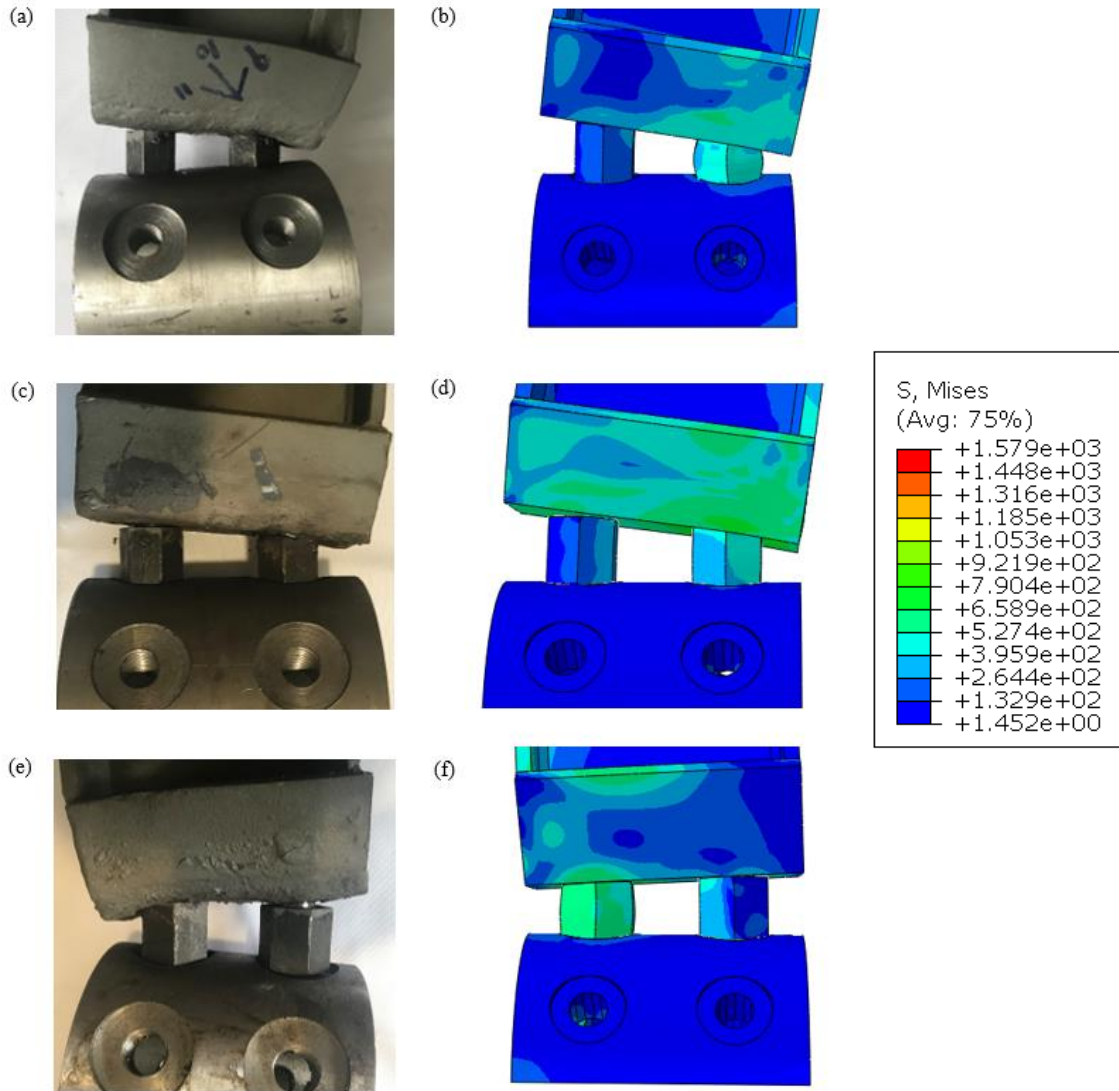 (a)
(b)
(c)
(d)
S, Mises
(Avg: 75%)
+1.579e+03
+1.448e+03
+1.316e+03
+1.185e+03
+1.053e+03
+9.219e+02
+7.904e+02
+6.589e+02
+5.274e+02
+3.959e+02
+2.644e+02
+1.329e+02
+1.452e+00
(e)
(f)